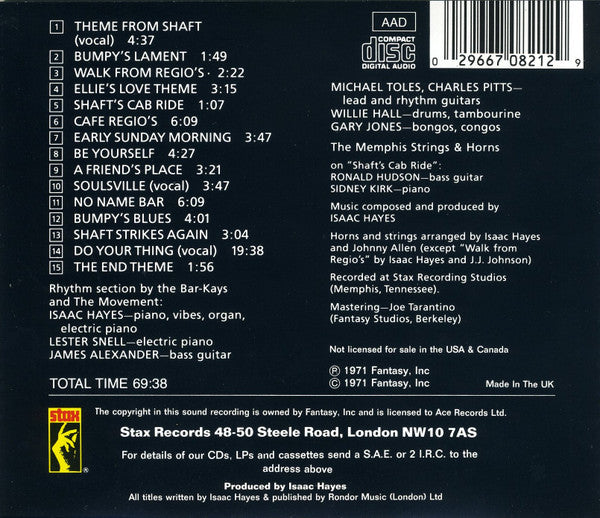 1 THEME FROM SHAFT
(vocal) 4:37
2 BUMPY'S LAMENT 1:49
3 WALK FROM REGIO'S · 2:22
4 ELLIE'S LOVE THEME 3:15
5 SHAFT'S CAB RIDE 1:07
6 CAFE REGIO'S 6:09
7 EARLY SUNDAY MORNING 3:47
8 BE YOURSELF 4:27
9 A FRIEND'S PLACE 3:21
10 SOULSVILLE (vocal) 3:47
11 NO NAME BAR 6:09
12 BUMPY'S BLUES 4:01
13 SHAFT STRIKES AGAIN 3:04
14 DO YOUR THING (vocal) 19:38
15 THE END THEME 1:56
Rhythm section by the Bar-Kays
and The Movement:
ISAAC HAYES—piano, vibes, organ,
electric piano
LESTER SNELL—electric piano
JAMES ALEXANDER—bass guitar
TOTAL TIME 69:38
AAD
COMPACT
disc
DIGITAL AUDIO
0 29667 08212 9
MICHAEL TOLES, CHARLES PITTS—
lead and rhythm guitars
WILLIE HALL—drums, tambourine
GARY JONES—bongos, congos
The Memphis Strings & Horns
on "Shaft's Cab Ride":
RONALD HUDSON—bass guitar
SIDNEY KIRK—piano
Music composed and produced by
ISAAC HAYES
Horns and strings arranged by Isaac Hayes
and Johnny Allen (except "Walk from
Regio's" by Isaac Hayes and J.J. Johnson)
Recorded at Stax Recording Studios
(Memphis, Tennessee).
Mastering—Joe Tarantino
(Fantasy Studios, Berkeley)
Not licensed for sale in the USA & Canada
℗ 1971 Fantasy, Inc
© 1971 Fantasy, Inc
Made In The UK
stax
®
The copyright in this sound recording is owned by Fantasy, Inc and is licensed to Ace Records Ltd.
Stax Records 48-50 Steele Road, London NW10 7AS
For details of our CDs, LPs and cassettes send a S.A.E. or 2 I.R.C. to the
address above
Produced by Isaac Hayes
All titles written by Isaac Hayes & published by Rondor Music (London) Ltd